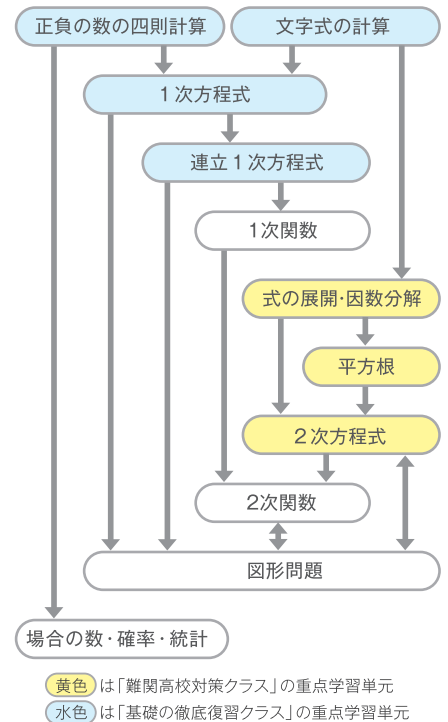 正負の数の四則計算
文字式の計算
1次方程式
連立1次方程式
1次関数
式の展開・因数分解
平方根
2次方程式
2次関数
図形問題
場合の数・確率・統計
黄色は「難関高校対策クラス」の重点学習単元
水色は「基礎の徹底復習クラス」の重点学習単元